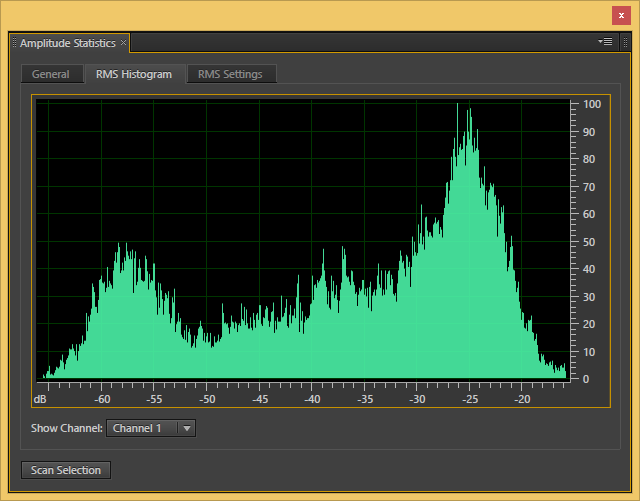 x
Amplitude Statistics ×
General RMS Histogram RMS Settings
100
90
80
70
60
50
40
30
20
10
0
dB -60 -55 -50 -45 -40 -35 -30 -25 -20
Show Channel: Channel 1
Scan Selection